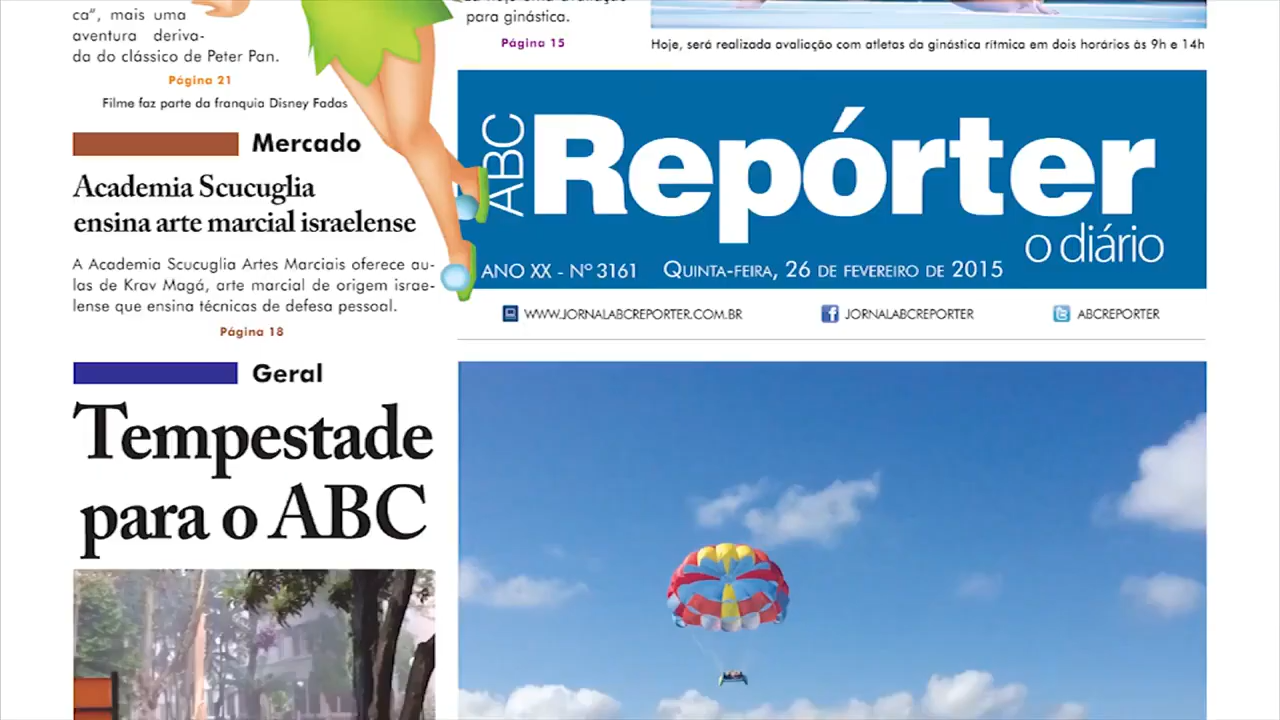 ca”, mais uma
aventura deriva-
da do clássico de Peter Pan.
Página 21
Filme faz parte da franquia Disney Fadas
Mercado
Academia Scucuglia
ensina arte marcial israelense
A Academia Scucuglia Artes Marciais oferece au-
las de Krav Magá, arte marcial de origem israe-
lense que ensina técnicas de defesa pessoal.
Página 18
Geral
Tempestade
para o ABC
para ginástica.
Página 15
Hoje, será realizada avaliação com atletas da ginástica rítmica em dois horários às 9h e 14h
ABC
Repórter
o diário
ANO XX - Nº 3161 QUINTA-FEIRA, 26 DE FEVEREIRO DE 2015
WWW.JORNALABCREPORTER.COM.BR JORNALABCREPORTER ABCREPORTER